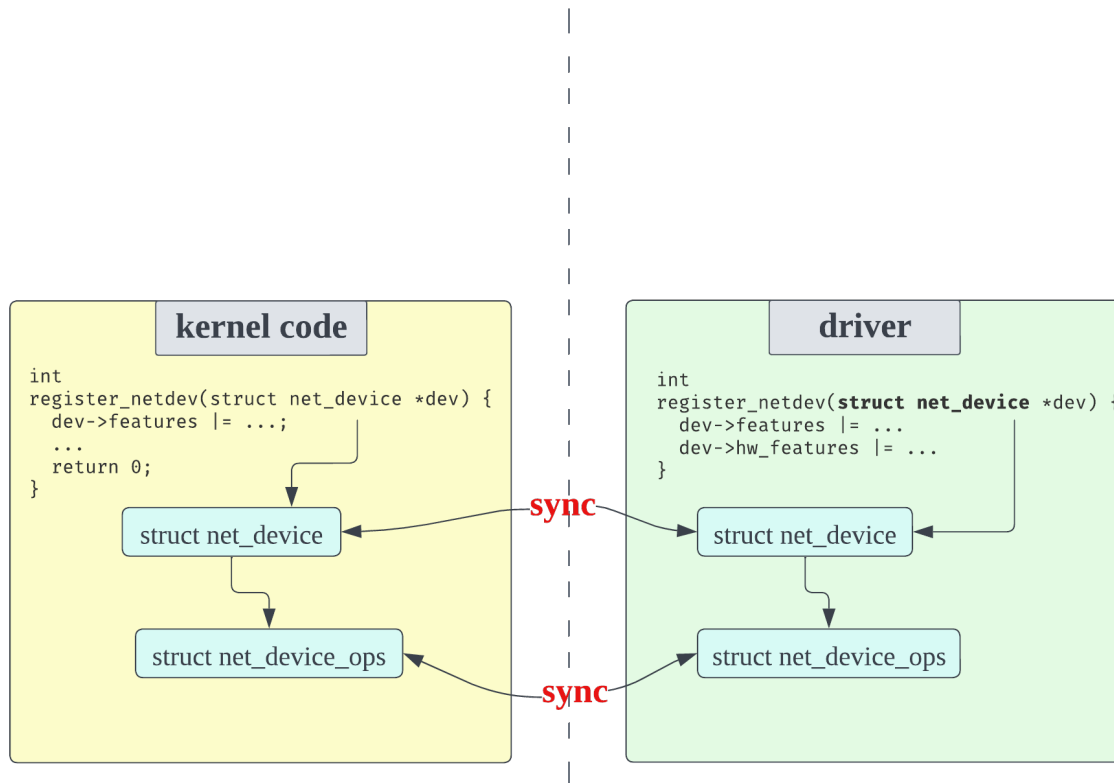 kernel code
int
register_netdev(struct net_device *dev) {
  dev->features |= ...;
  ...
  return 0;
}
struct net_device
struct net_device_ops
sync
sync
driver
int
register_netdev(struct net_device *dev) {
  dev->features |= ...
  dev->hw_features |= ...
}
struct net_device
struct net_device_ops